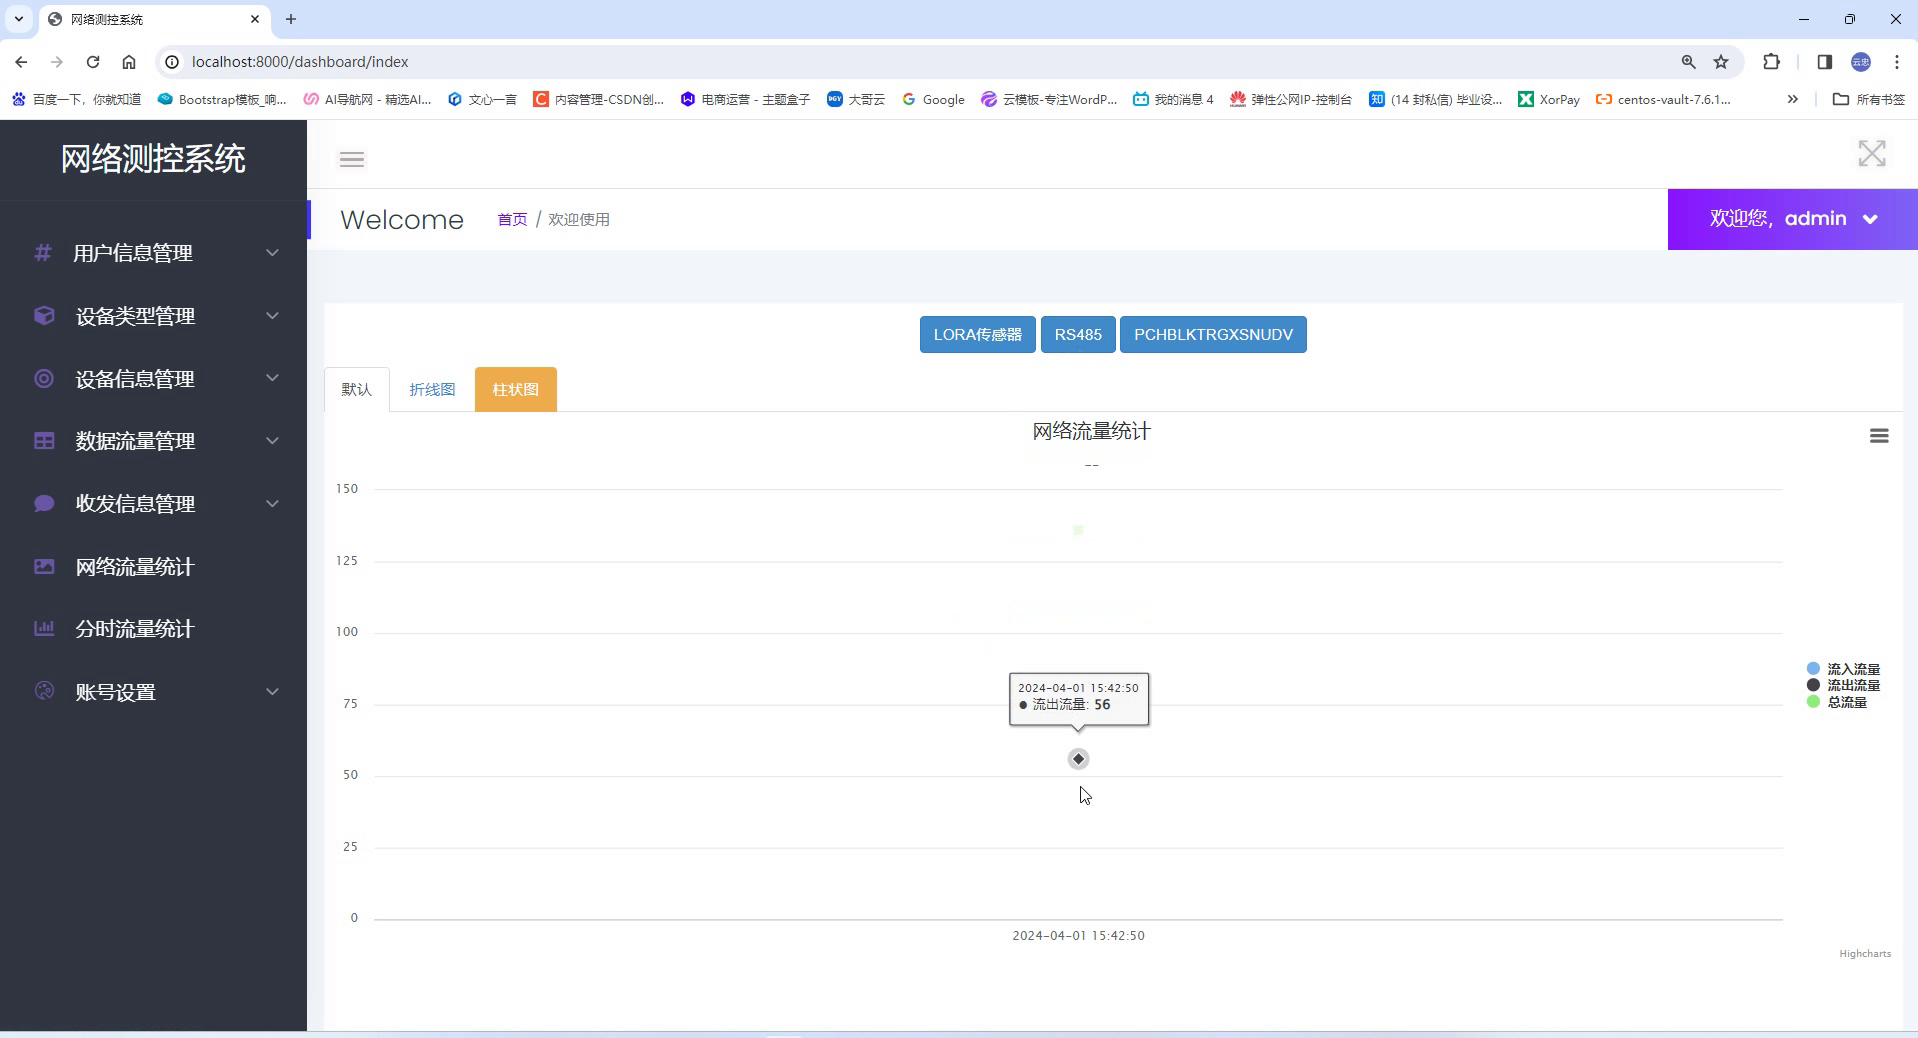 网络测控系统
localhost:8000/dashboard/index
云忠
百度一下，你就知道
Bootstrap模板_响...
AI导航网 - 精选AI...
文心一言
内容管理-CSDN创...
电商运营 - 主题盒子
大哥云
Google
云模板-专注WordP...
我的消息 4
弹性公网IP-控制台
(14 封私信) 毕业设...
XorPay
centos-vault-7.6.1...
所有书签
网络测控系统
Welcome
首页 / 欢迎使用
欢迎您, admin
用户信息管理
设备类型管理
设备信息管理
数据流量管理
收发信息管理
网络流量统计
分时流量统计
账号设置
LORA传感器
RS485
PCHBLKTRGXSNUDV
默认
折线图
柱状图
网络流量统计
--
150
125
100
75
50
25
0
2024-04-01 15:42:50
● 流出流量: 56
2024-04-01 15:42:50
流入流量
流出流量
总流量
Highcharts